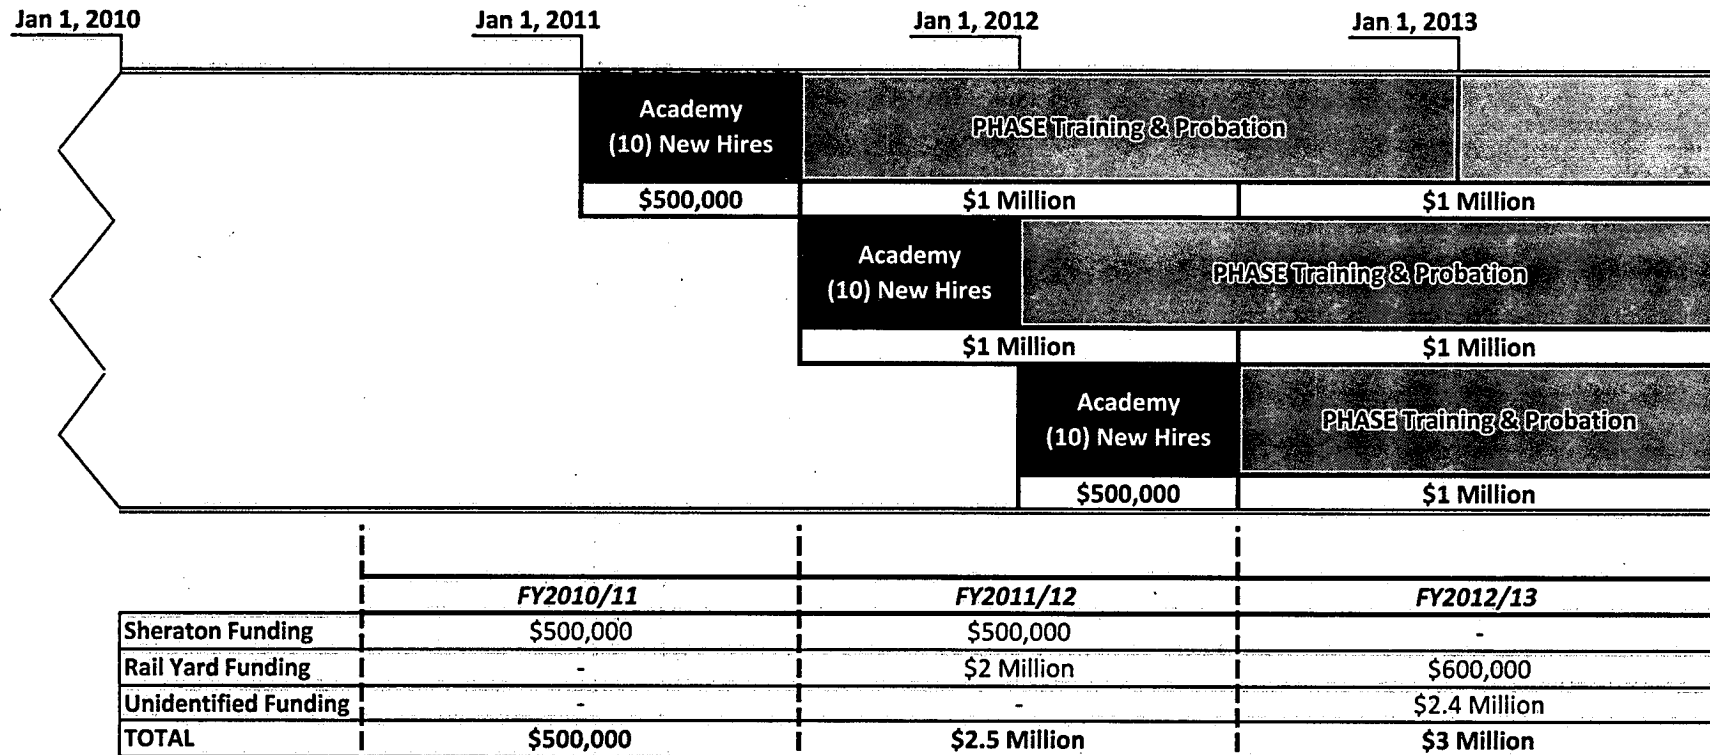 Jan 1, 2010 Jan 1, 2011 Jan 1, 2012 Jan 1, 2013
Academy
(10) New Hires
PHASE Training & Probation
$500,000 $1 Million $1 Million
Academy
(10) New Hires
PHASE Training & Probation
$1 Million $1 Million
Academy
(10) New Hires
PHASE Training & Probation
$500,000 $1 Million
FY2010/11 FY2011/12 FY2012/13
Sheraton Funding $500,000 $500,000 -
Rail Yard Funding - $2 Million $600,000
Unidentified Funding - - $2.4 Million
TOTAL $500,000 $2.5 Million $3 Million